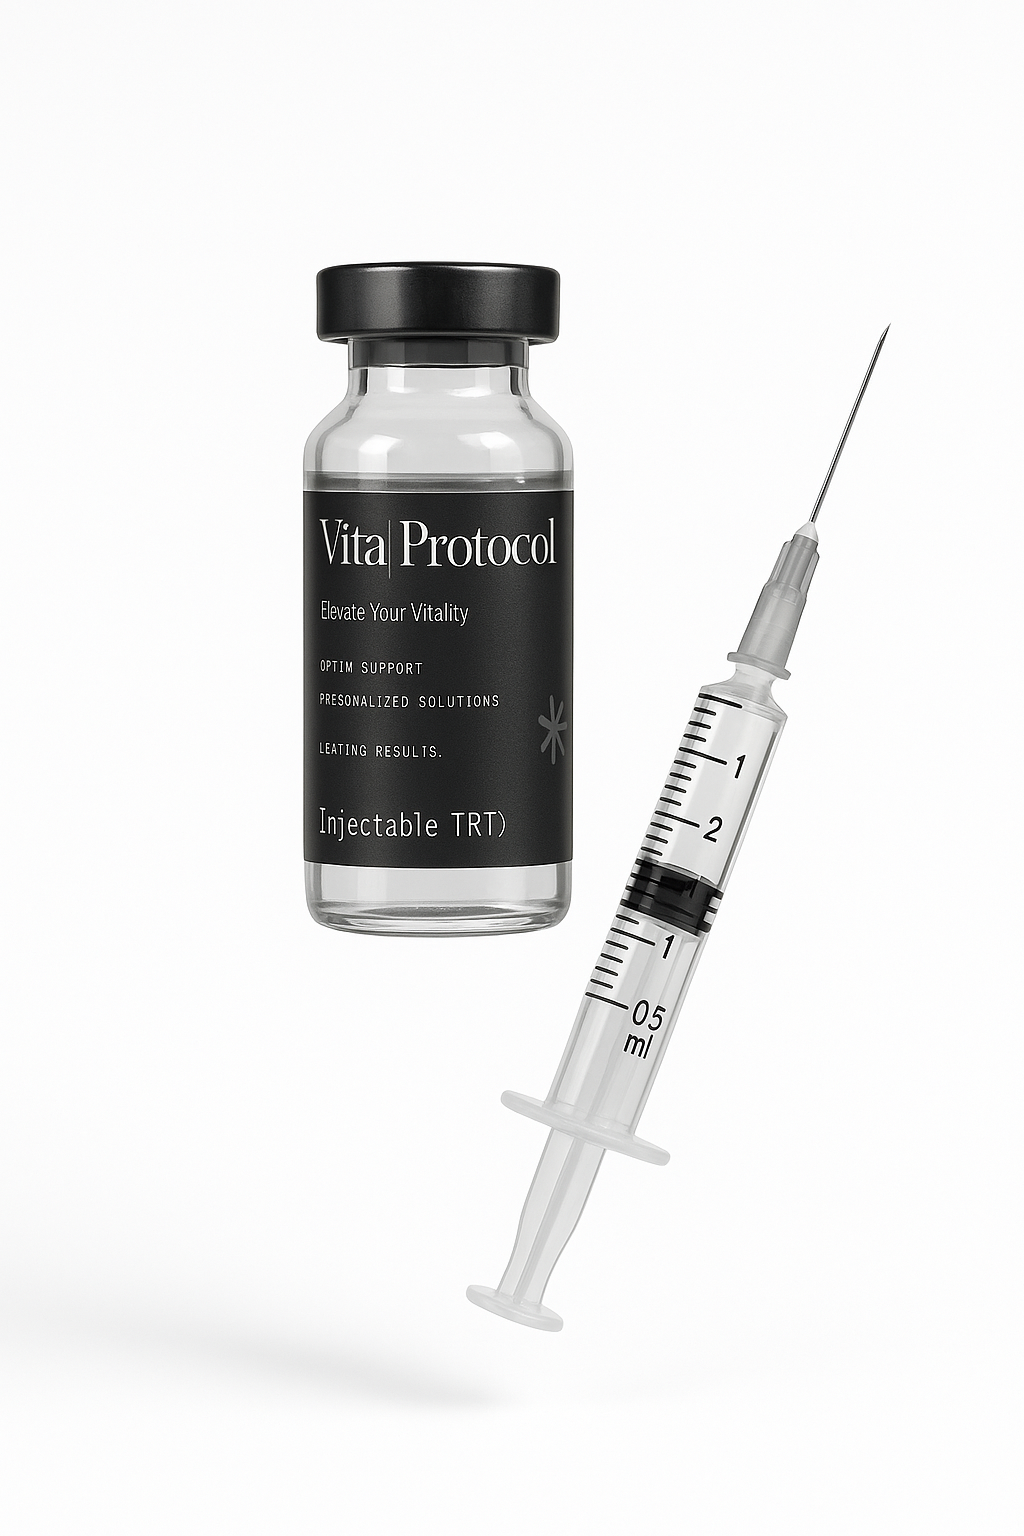 Vita|Protocol
Elevate Your Vitality
OPTIM SUPPORT
PRESONALIZED SOLUTIONS
LEATING RESULTS.
Injectable TRT)
1
2
1
05
ml